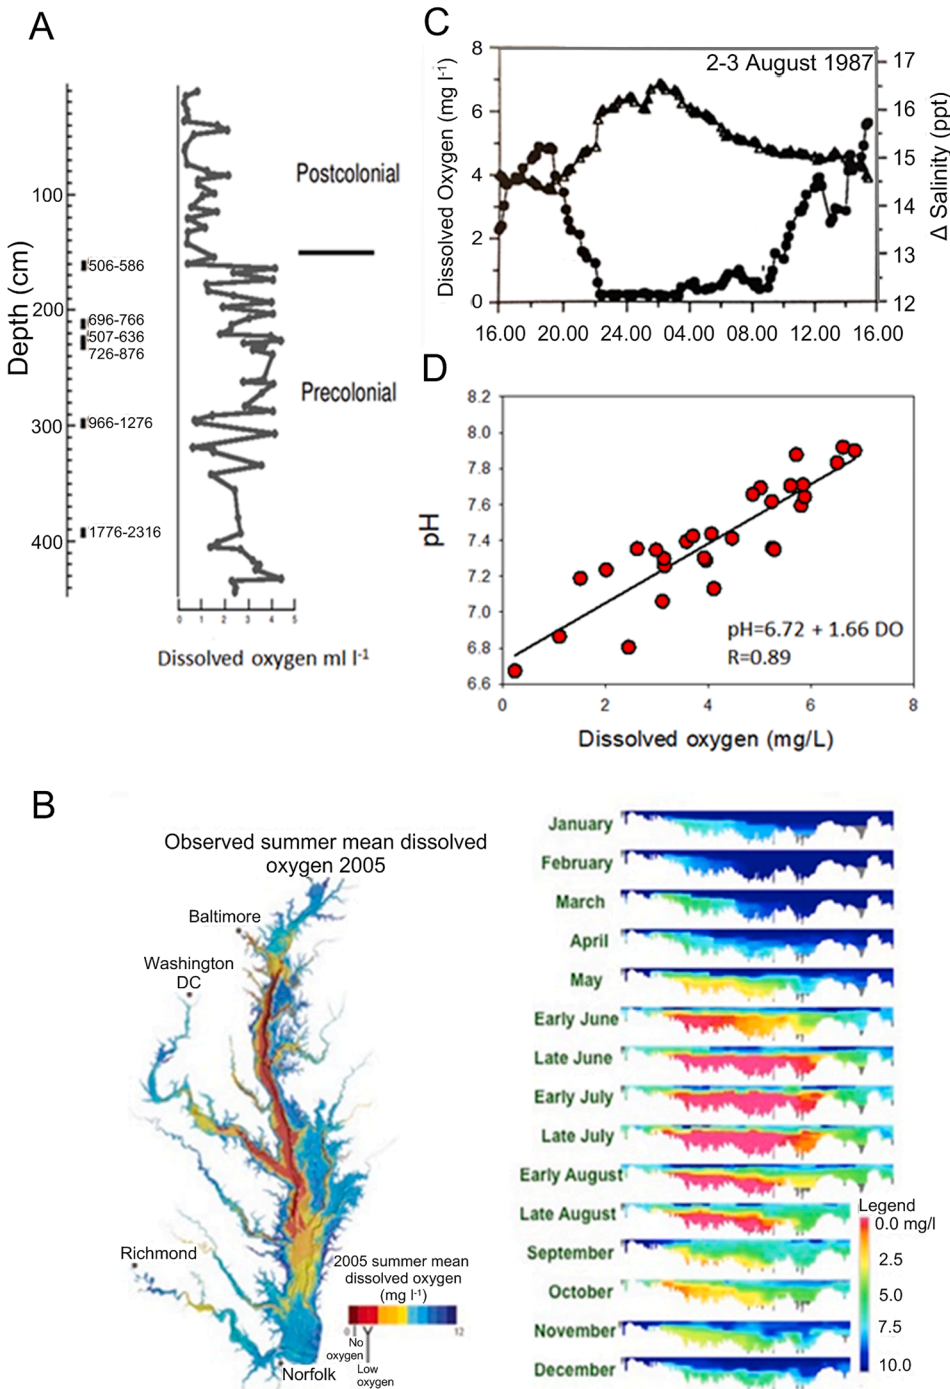 A
100
200
300
400
Depth (cm)
506-586
696-766
507-636
726-876
966-1276
1776-2316
Postcolonial
Precolonial
0 1 2 3 4 5
Dissolved oxygen ml l-1
C
2-3 August 1987
8
6
4
2
0
Dissolved Oxygen (mg l-1)
17
16
15
14
13
12
Δ Salinity (ppt)
16.00 20.00 24.00 04.00 08.00 12.00 16.00
D
8.2
8.0
7.8
7.6
7.4
7.2
7.0
6.8
6.6
pH
pH=6.72 + 1.66 DO
R=0.89
0 2 4 6 8
Dissolved oxygen (mg/L)
B
Observed summer mean dissolved
oxygen 2005
Baltimore
Washington
DC
Richmond
Norfolk
2005 summer mean
dissolved oxygen
(mg l-1)
0 12
No
oxygen
Low
oxygen
January
February
March
April
May
Early June
Late June
Early July
Late July
Early August
Late August
September
October
November
December
Legend
0.0 mg/l
2.5
5.0
7.5
10.0